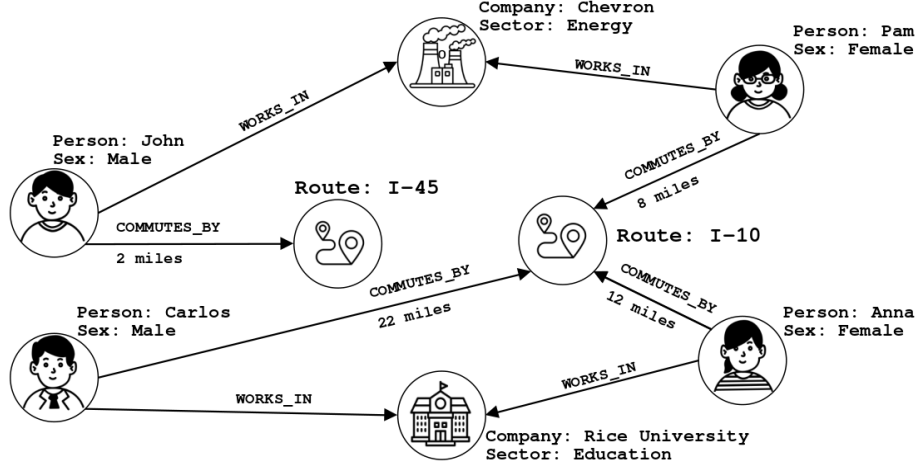 Company: Chevron
Sector: Energy
Person: Pam
Sex: Female
WORKS_IN
WORKS_IN
Person: John
Sex: Male
COMMUTES_BY
8 miles
Route: I-45
COMMUTES_BY
2 miles
Route: I-10
COMMUTES_BY
22 miles
COMMUTES_BY
12 miles
Person: Carlos
Sex: Male
Person: Anna
Sex: Female
WORKS_IN
WORKS_IN
Company: Rice University
Sector: Education